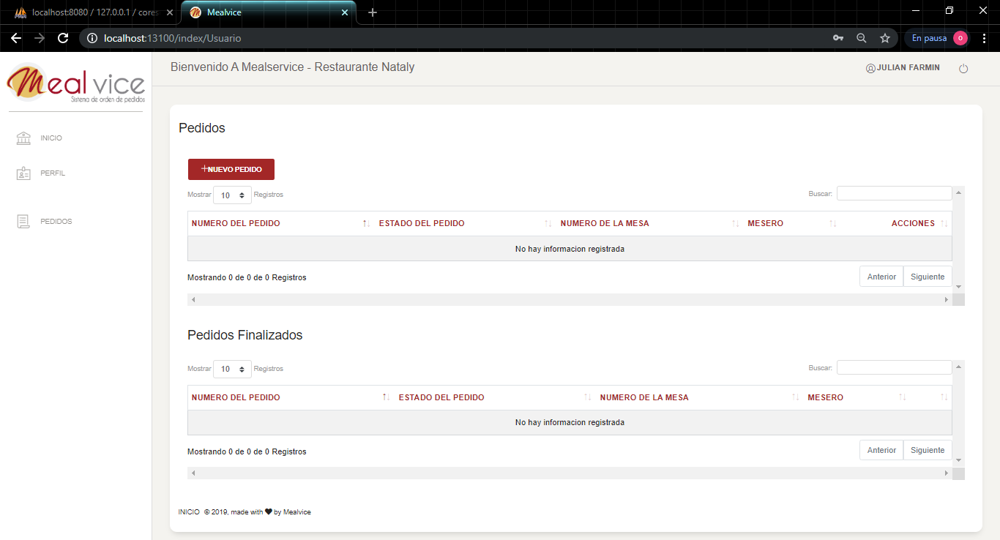 localhost:8080 / 127.0.0.1 / cores
Mealvice
localhost:13100/index/Usuario
En pausa
o
Meal vice
Sistema de orden de pedidos
Bienvenido A Mealservice - Restaurante Nataly
JULIAN FARMIN
INICIO
PERFIL
PEDIDOS
Pedidos
+NUEVO PEDIDO
Mostrar 10 Registros
Buscar:
NUMERO DEL PEDIDO ESTADO DEL PEDIDO NUMERO DE LA MESA MESERO ACCIONES
No hay informacion registrada
Mostrando 0 de 0 de 0 Registros
Anterior Siguiente
Pedidos Finalizados
Mostrar 10 Registros
Buscar:
NUMERO DEL PEDIDO ESTADO DEL PEDIDO NUMERO DE LA MESA MESERO
No hay informacion registrada
Mostrando 0 de 0 de 0 Registros
Anterior Siguiente
INICIO © 2019, made with ♥ by Mealvice